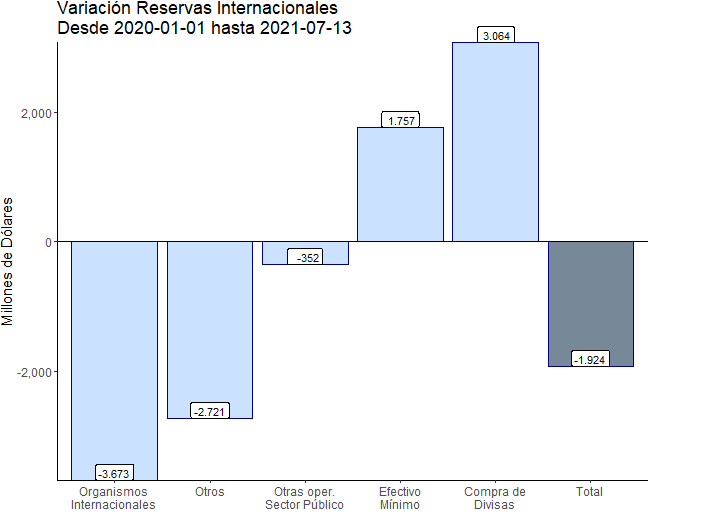 Variación Reservas Internacionales
Desde 2020-01-01 hasta 2021-07-13
Millones de Dólares
2,000
0
-2,000
-3.673
-2.721
-352
1.757
3.064
-1.924
Organismos
Internacionales
Otros
Otras oper.
Sector Público
Efectivo
Mínimo
Compra de
Divisas
Total